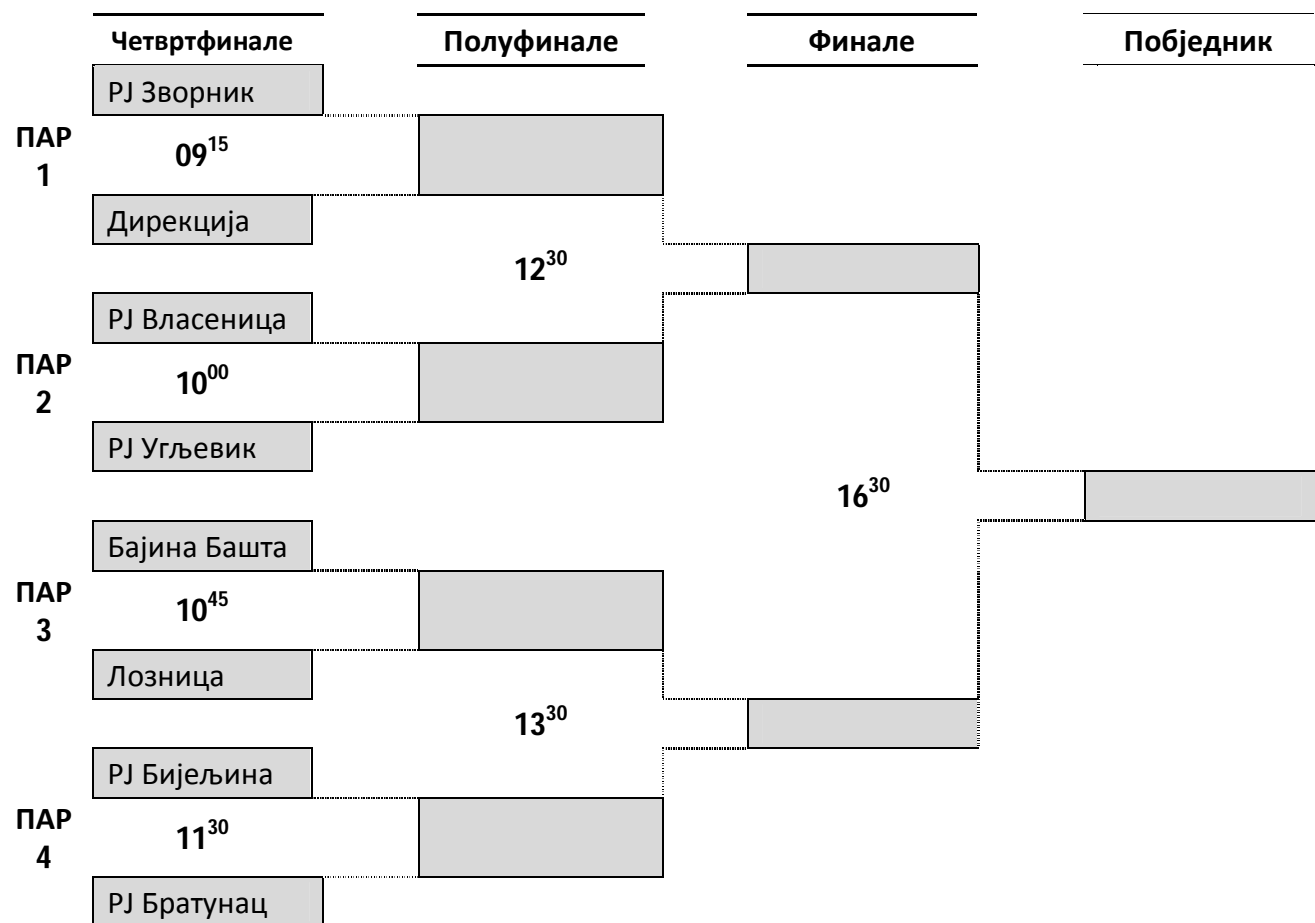 Четвртфинале Полуфинале Финале Побједник
РЈ Зворник
ПАР
1
09¹⁵
Дирекција
12³⁰
РЈ Власеница
ПАР
2
10⁰⁰
РЈ Угљевик
16³⁰
Бајина Башта
ПАР
3
10⁴⁵
Лозница
13³⁰
РЈ Бијељина
ПАР
4
11³⁰
РЈ Братунац